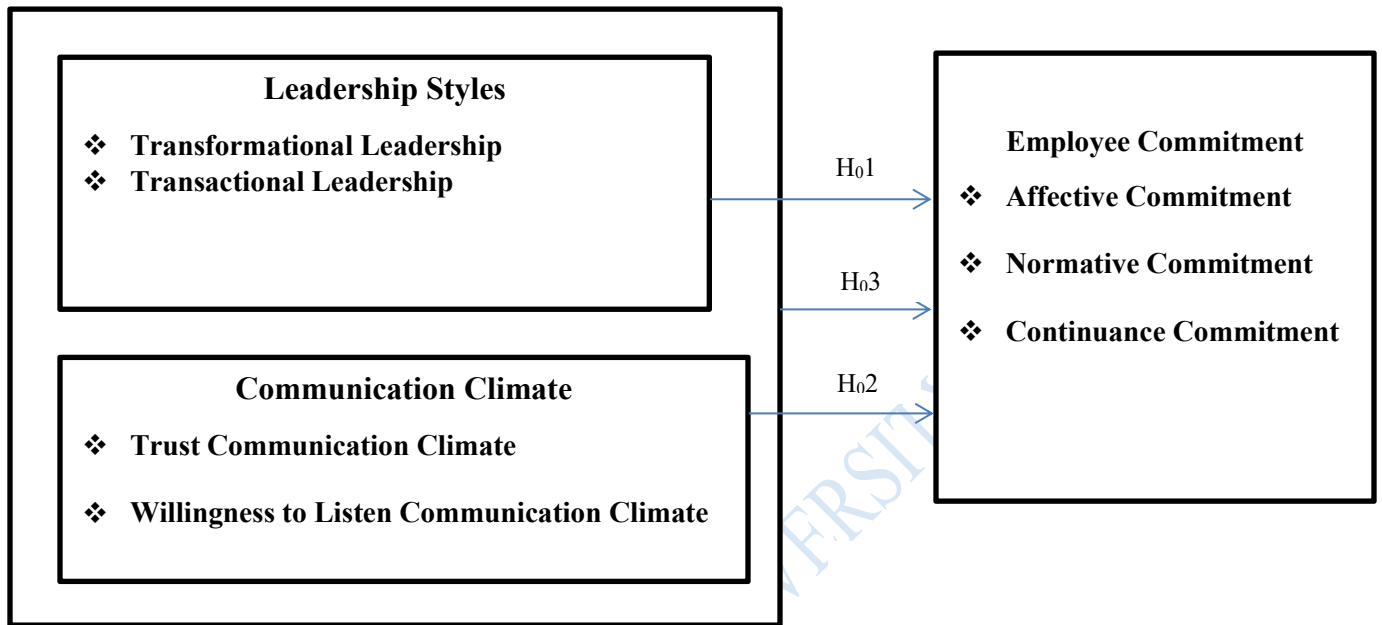 Leadership Styles
❖ Transformational Leadership
❖ Transactional Leadership
Communication Climate
❖ Trust Communication Climate
❖ Willingness to Listen Communication Climate
H₀1
H₀3
H₀2
Employee Commitment
❖ Affective Commitment
❖ Normative Commitment
❖ Continuance Commitment